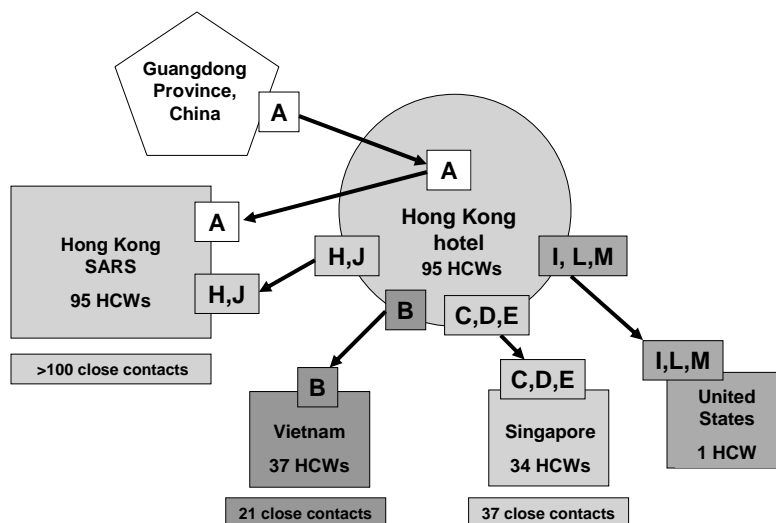 Guangdong
Province,
China
A
A
Hong Kong
hotel
95 HCWs
A
Hong Kong
SARS
95 HCWs
H,J
H,J
I, L,M
B
C,D,E
>100 close contacts
B
Vietnam
37 HCWs
21 close contacts
C,D,E
Singapore
34 HCWs
37 close contacts
I,L,M
United
States
1 HCW